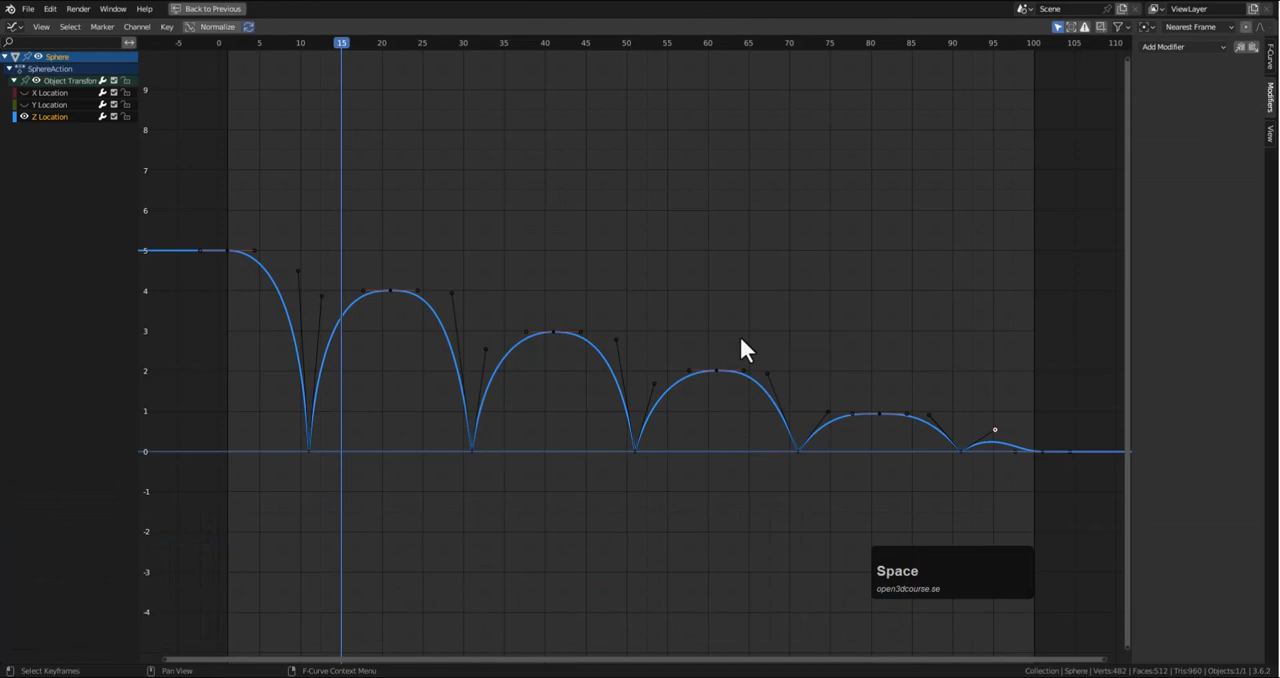 File Edit Render Window Help Back to Previous Scene ViewLayer
View Select Marker Channel Key Normalize Nearest Frame
-5 0 5 10 15 20 25 30 35 40 45 50 55 60 65 70 75 80 85 90 95 100 105 110
Sphere
SphereAction
Object Transforn
X Location
Y Location
Z Location
Add Modifier
F-Curve
Modifiers
View
9
8
7
6
5
4
3
2
1
0
-1
-2
-3
-4
Space
open3dcourse.se
Select Keyframes Pan View F-Curve Context Menu Collection | Sphere | Verts:482 | Faces:512 | Tris:960 | Objects:1/1 | 3.6.2